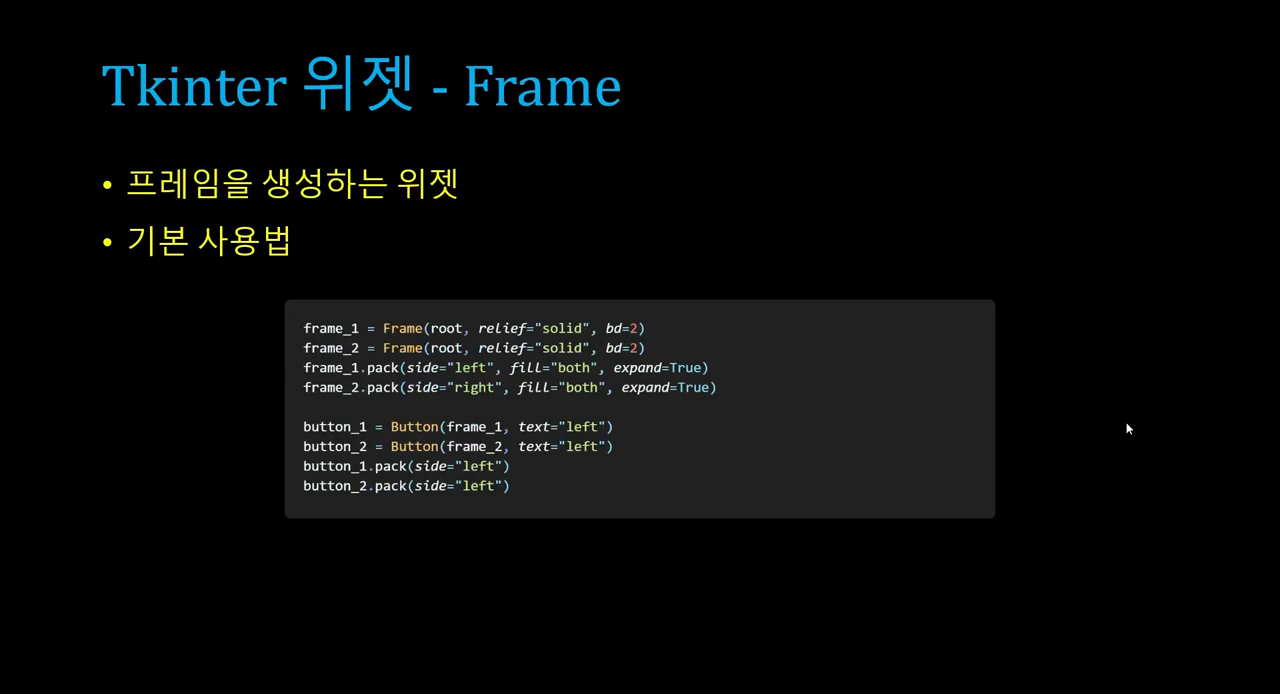 Tkinter 위젯 - Frame
• 프레임을 생성하는 위젯
• 기본 사용법
frame_1 = Frame(root, relief="solid", bd=2)
frame_2 = Frame(root, relief="solid", bd=2)
frame_1.pack(side="left", fill="both", expand=True)
frame_2.pack(side="right", fill="both", expand=True)
button_1 = Button(frame_1, text="left")
button_2 = Button(frame_2, text="left")
button_1.pack(side="left")
button_2.pack(side="left")